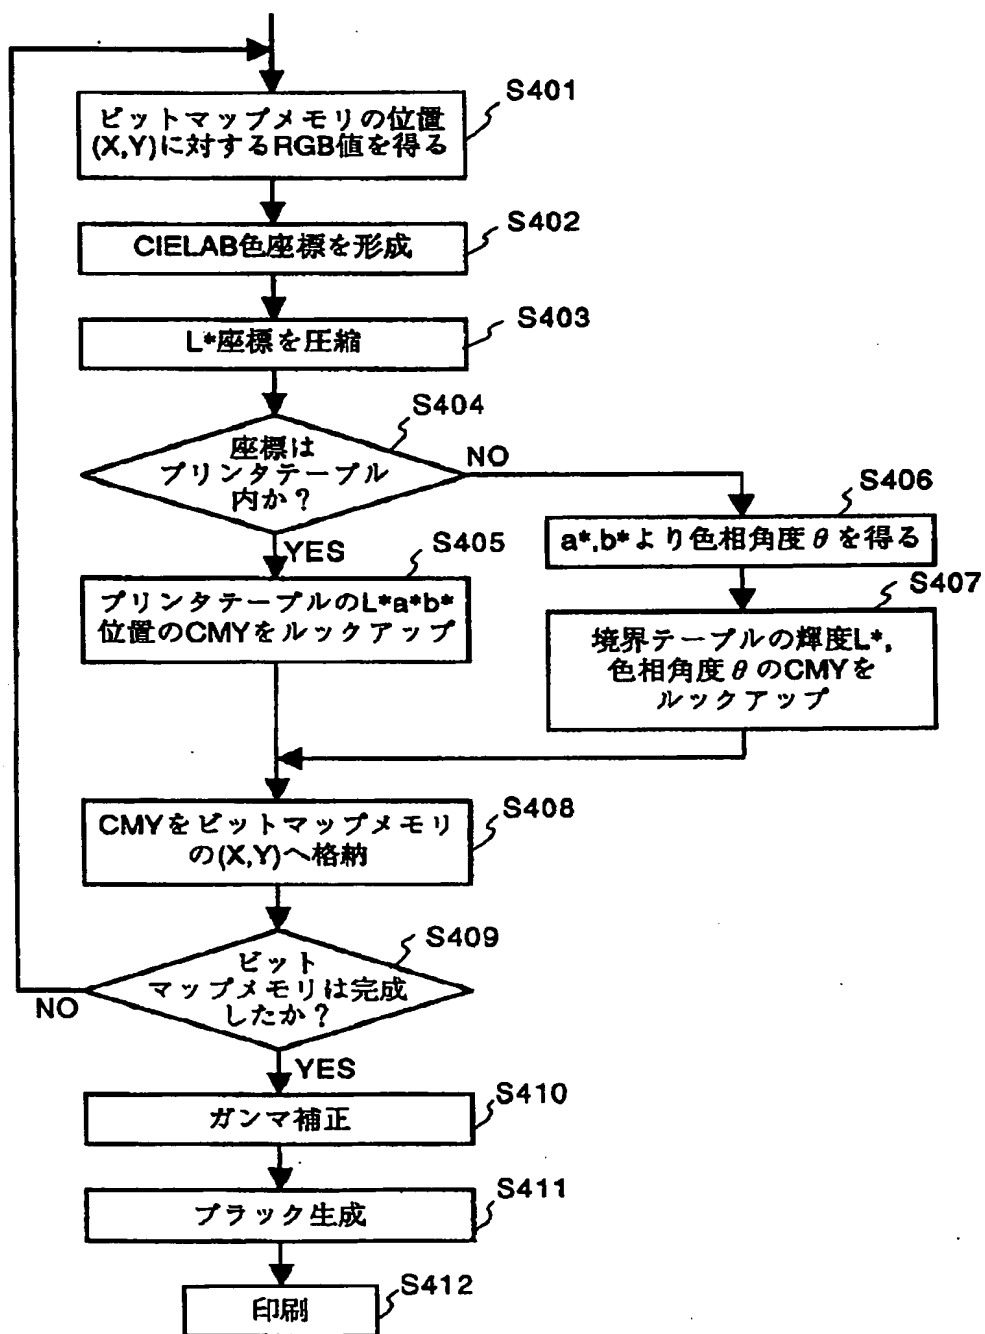 S401
ビットマップメモリの位置
(X,Y)に対するRGB値を得る
S402
CIELAB色座標を形成
S403
L*座標を圧縮
S404
座標は
プリンタテーブル
内か？
NO
YES
S405
プリンタテーブルのL*a*b*
位置のCMYをルックアップ
S406
a*,b*より色相角度θを得る
S407
境界テーブルの輝度L*,
色相角度θのCMYを
ルックアップ
S408
CMYをビットマップメモリ
の(X,Y)へ格納
S409
ビット
マップメモリは完成
したか？
NO
YES
S410
ガンマ補正
S411
ブラック生成
S412
印刷